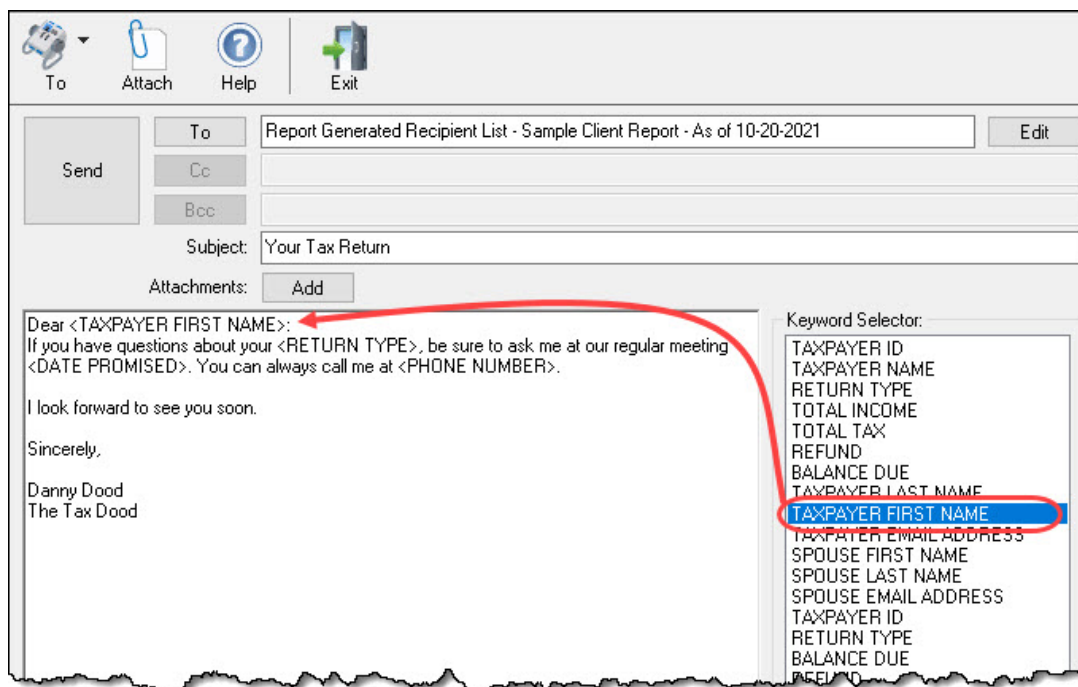 To
Attach
Help
Exit
Send
To
Report Generated Recipient List - Sample Client Report - As of 10-20-2021
Edit
Cc
Bcc
Subject:
Your Tax Return
Attachments:
Add
Dear <TAXPAYER FIRST NAME>:
If you have questions about your <RETURN TYPE>, be sure to ask me at our regular meeting
<DATE PROMISED>. You can always call me at <PHONE NUMBER>.
I look forward to see you soon.
Sincerely,
Danny Dood
The Tax Dood
Keyword Selector:
TAXPAYER ID
TAXPAYER NAME
RETURN TYPE
TOTAL INCOME
TOTAL TAX
REFUND
BALANCE DUE
TAXPAYER LAST NAME
TAXPAYER FIRST NAME
TAXPAYER EMAIL ADDRESS
SPOUSE FIRST NAME
SPOUSE LAST NAME
SPOUSE EMAIL ADDRESS
TAXPAYER ID
RETURN TYPE
BALANCE DUE
REFUND